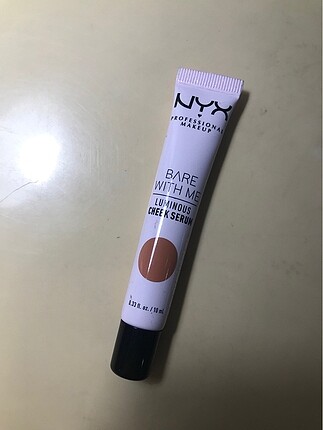 NYX
PROFESSIONAL
MAKEUP
BARE
WITH ME
LUMINOUS
CHEEK SERUM
0.33 fl. oz. / 10 ml